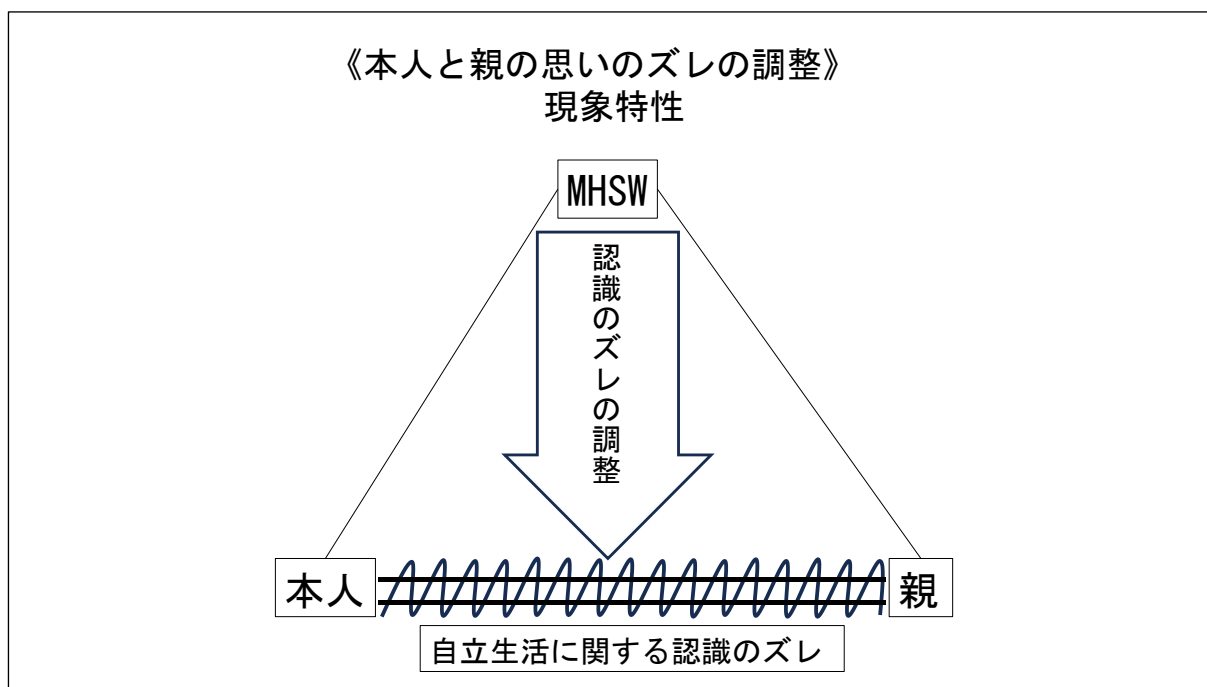 《本人と親の思いのズレの調整》
現象特性
MHSW
認識のズレの調整
本人
親
自立生活に関する認識のズレ